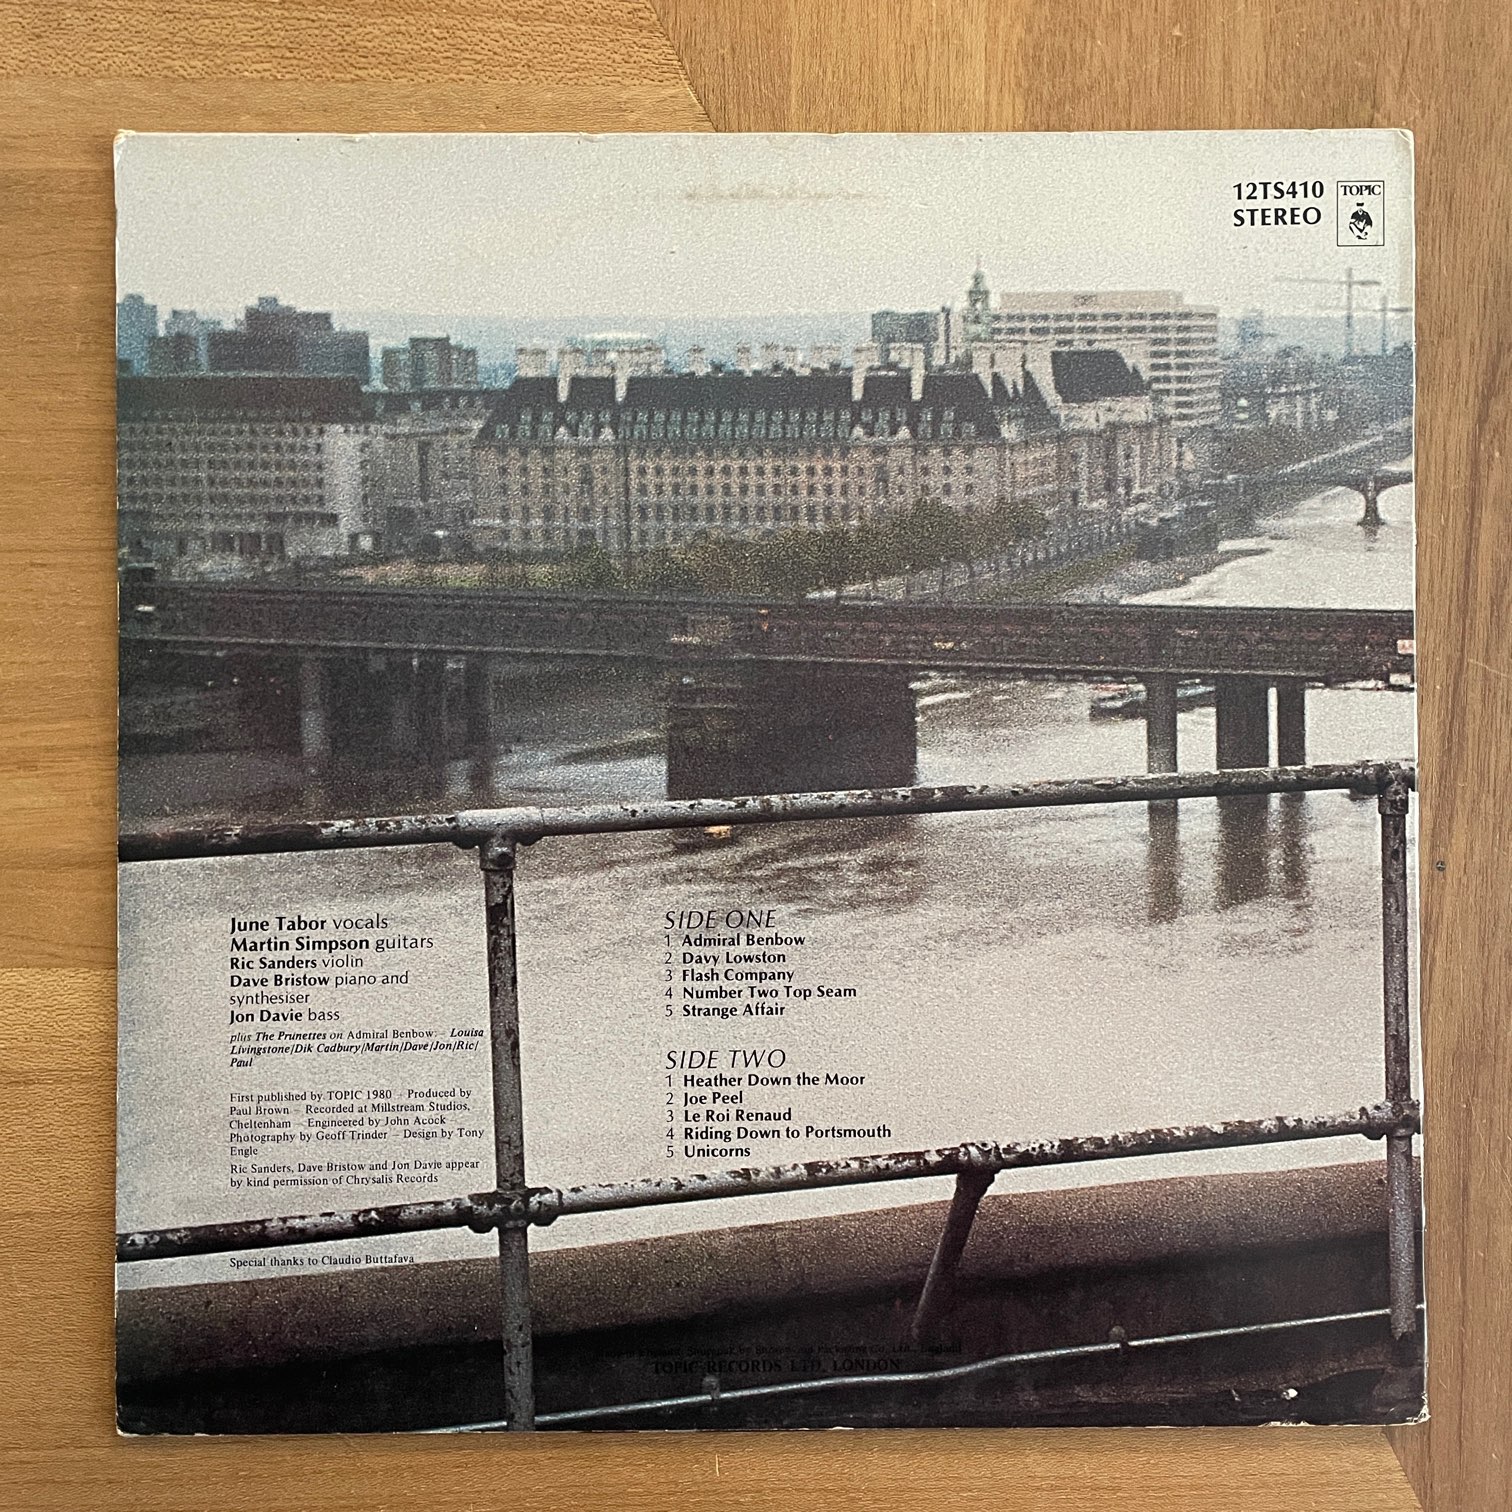 12TS410
STEREO
TOPIC
June Tabor vocals
Martin Simpson guitars
Ric Sanders violin
Dave Bristow piano and
synthesiser
Jon Davie bass
plus The Prunettes on Admiral Benbow: – Louisa
Livingstone/Dik Cadbury/Martin/Dave/Jon/Ric/
Paul
First published by TOPIC 1980 – Produced by
Paul Brown – Recorded at Millstream Studios,
Cheltenham – Engineered by John Acock –
Photography by Geoff Trinder – Design by Tony
Engle
Ric Sanders, Dave Bristow and Jon Davie appear
by kind permission of Chrysalis Records
Special thanks to Claudio Buttafava
SIDE ONE
1 Admiral Benbow
2 Davy Lowston
3 Flash Company
4 Number Two Top Seam
5 Strange Affair
SIDE TWO
1 Heather Down the Moor
2 Joe Peel
3 Le Roi Renaud
4 Riding Down to Portsmouth
5 Unicorns
TOPIC RECORDS LTD. LONDON